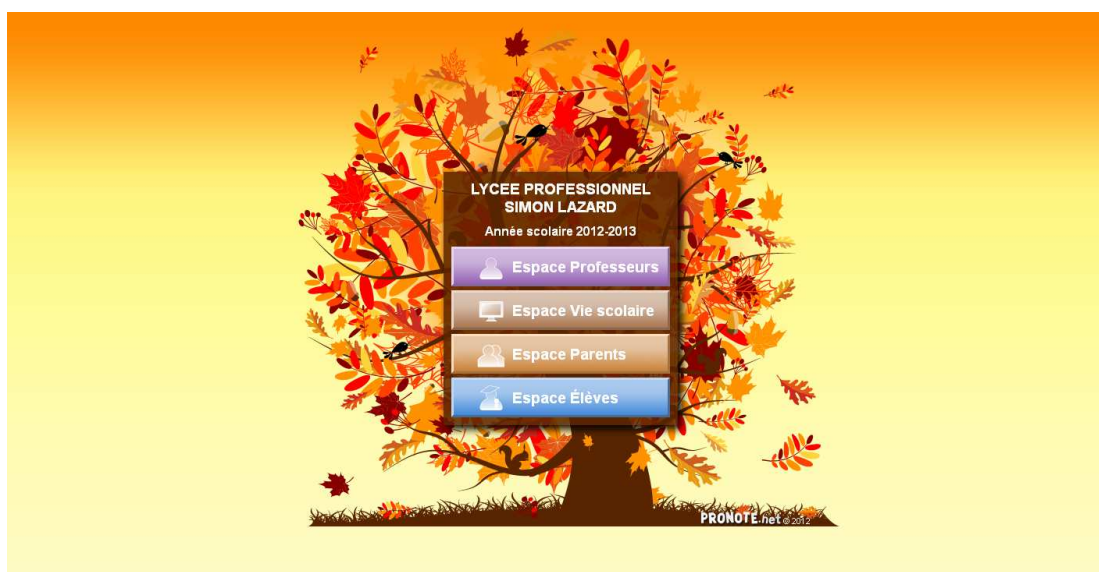 LYCEE PROFESSIONNEL
SIMON LAZARD
Année scolaire 2012-2013
Espace Professeurs
Espace Vie scolaire
Espace Parents
Espace Élèves
PRONOTE.net © 2012